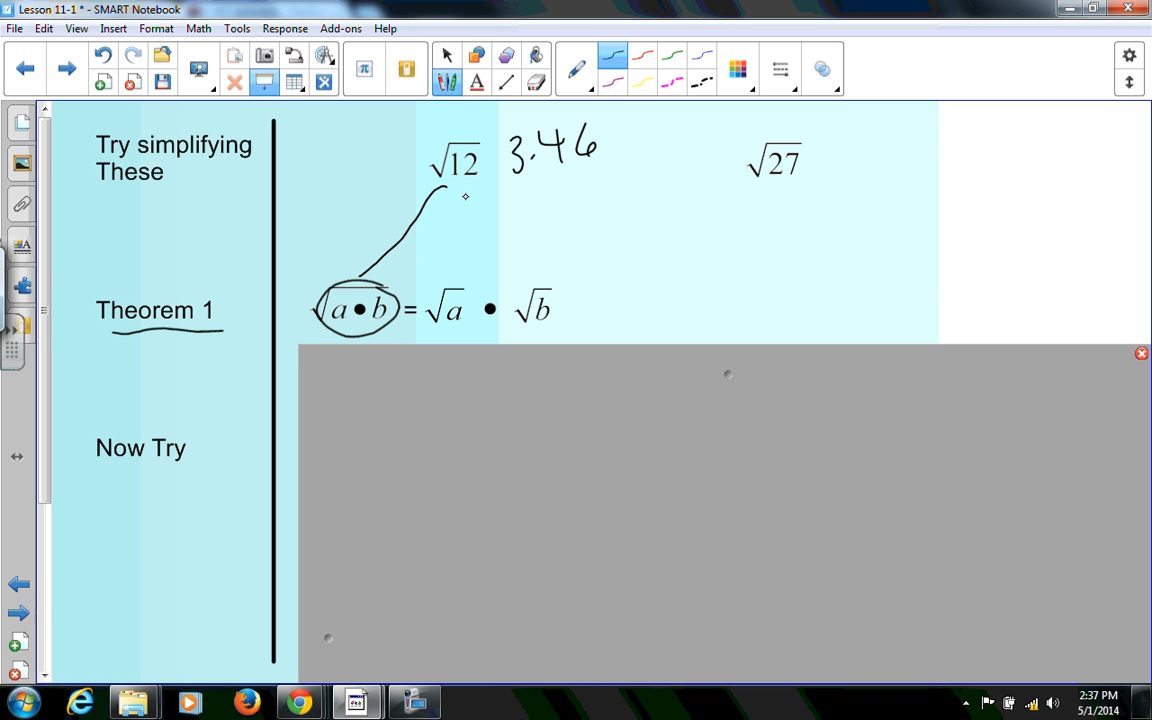 Lesson 11-1 * - SMART Notebook
File Edit View Insert Format Math Tools Response Add-ons Help
Try simplifying
These
√12 3.46 √27
Theorem 1
√a•b = √a • √b
Now Try
2:37 PM
5/1/2014